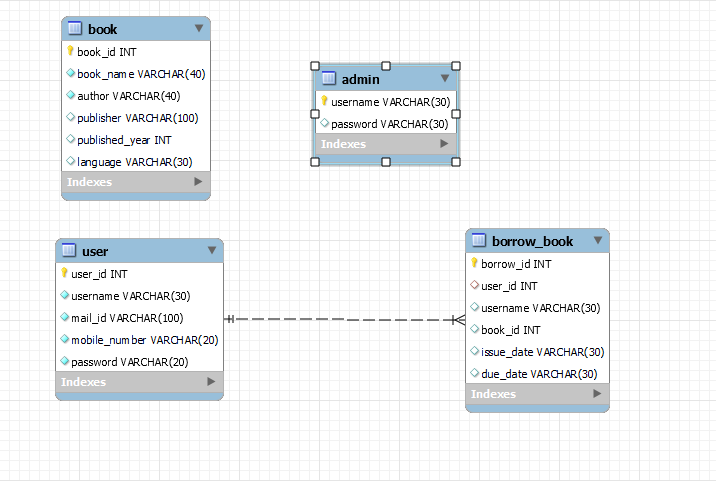 book
book_id INT
book_name VARCHAR(40)
author VARCHAR(40)
publisher VARCHAR(100)
published_year INT
language VARCHAR(30)
Indexes
admin
username VARCHAR(30)
password VARCHAR(30)
Indexes
user
user_id INT
username VARCHAR(30)
mail_id VARCHAR(100)
mobile_number VARCHAR(20)
password VARCHAR(20)
Indexes
borrow_book
borrow_id INT
user_id INT
username VARCHAR(30)
book_id INT
issue_date VARCHAR(30)
due_date VARCHAR(30)
Indexes